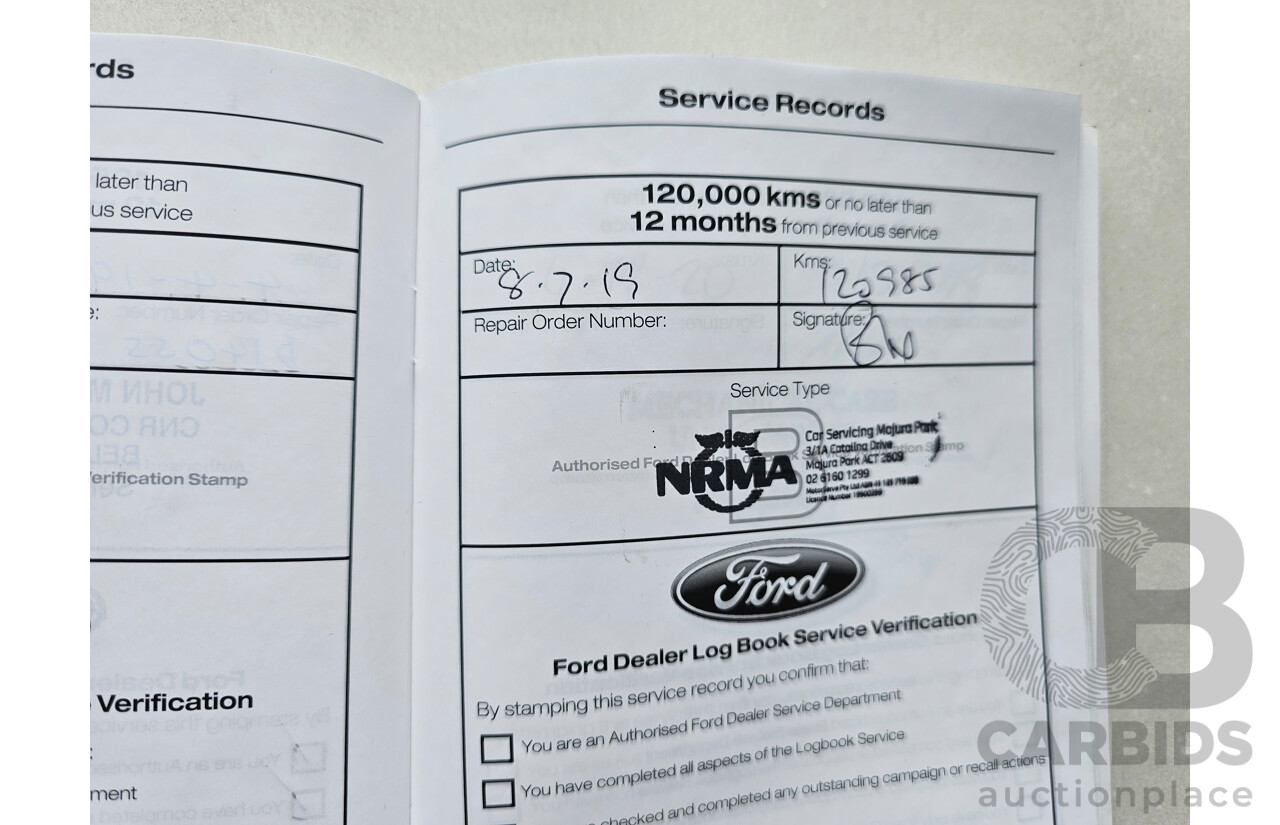 rds
later than
us service
e:
erification Stamp
Verification
ment
Service Records
120,000 kms or no later than
12 months from previous service
Date: 8.7.19
Kms: 120985
Repair Order Number:
Signature:
Service Type
B
Authorised Ford
NRMA
Car Servicing Majura Park
3/1A Catalina Drive
Majura Park ACT 2609
02 6160 1299
Ford
Ford Dealer Log Book Service Verification
By stamping this service record you confirm that:
You are an Authorised Ford Dealer Service Department
You have completed all aspects of the Logbook Service
checked and completed any outstanding campaign or recall actions
CB
CARBIDS
auctionplace